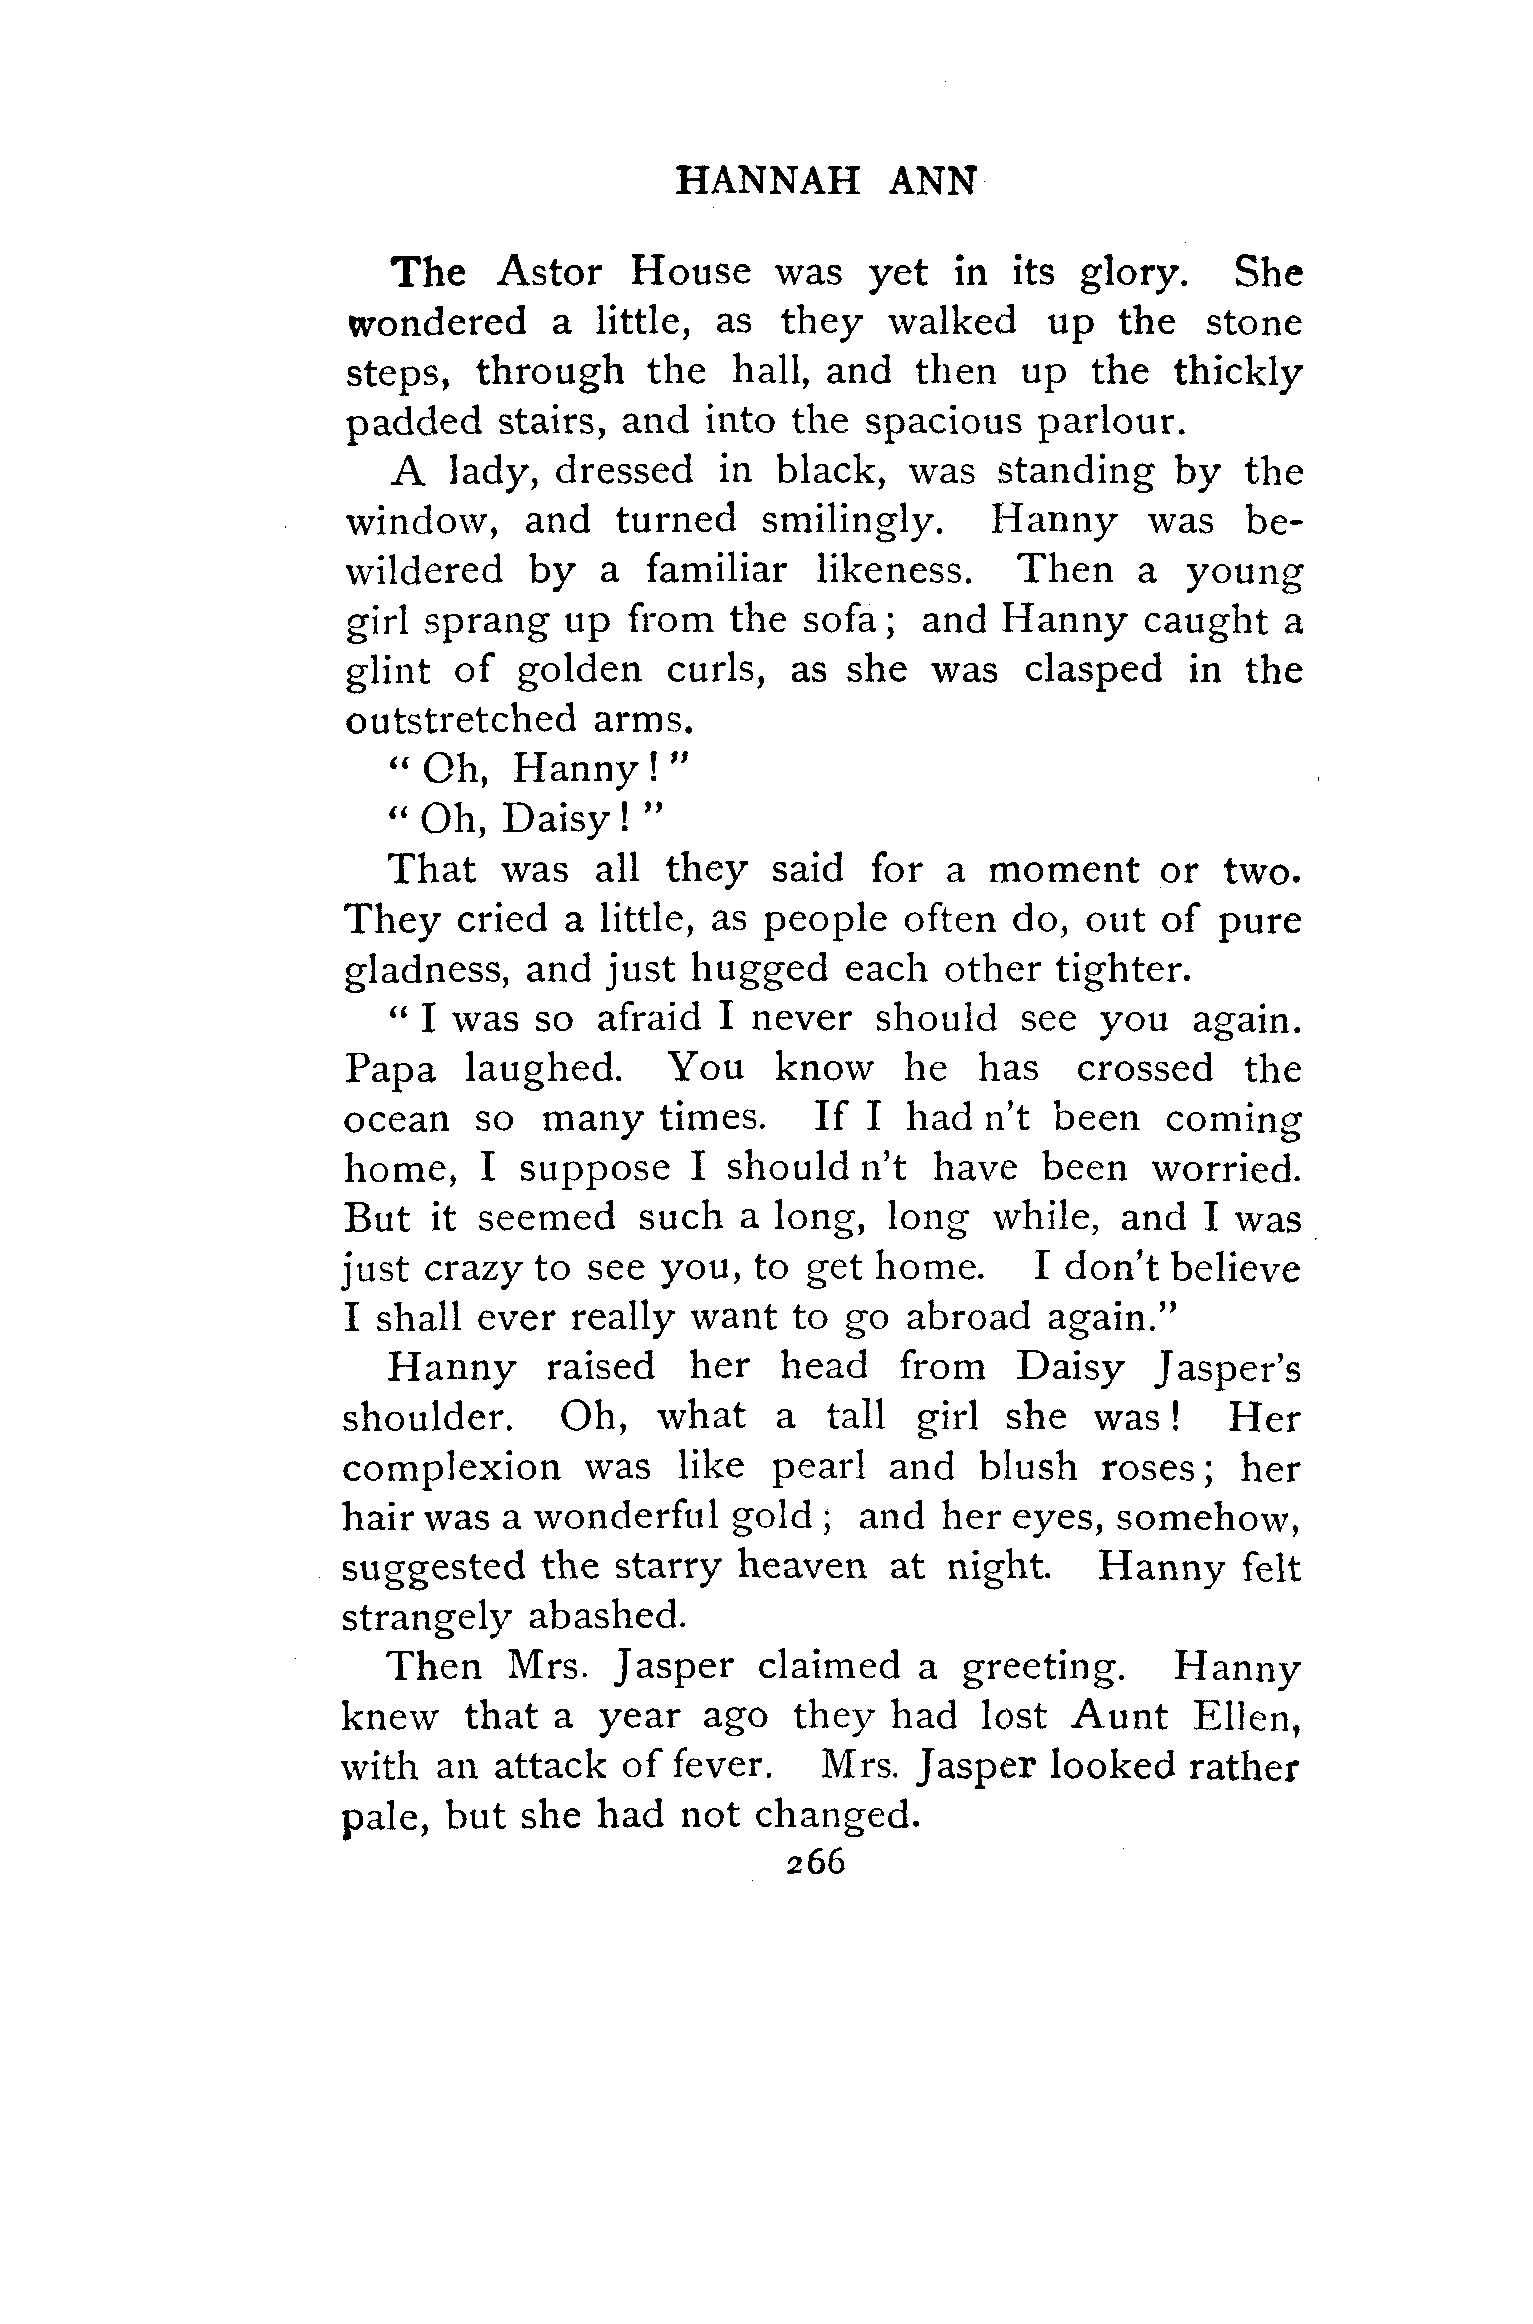 HANNAH ANN
The Astor House was yet in its glory. She
wondered a little, as they walked up the stone
steps, through the hall, and then up the thickly
padded stairs, and into the spacious parlour.
A lady, dressed in black, was standing by the
window, and turned smilingly. Hanny was be-
wildered by a familiar likeness. Then a young
girl sprang up from the sofa; and Hanny caught a
glint of golden curls, as she was clasped in the
outstretched arms.
“ Oh, Hanny! ”
“ Oh, Daisy! ”
That was all they said for a moment or two.
They cried a little, as people often do, out of pure
gladness, and just hugged each other tighter.
“ I was so afraid I never should see you again.
Papa laughed. You know he has crossed the
ocean so many times. If I had n't been coming
home, I suppose I should n't have been worried.
But it seemed such a long, long while, and I was
just crazy to see you, to get home. I don't believe
I shall ever really want to go abroad again.”
Hanny raised her head from Daisy Jasper's
shoulder. Oh, what a tall girl she was! Her
complexion was like pearl and blush roses; her
hair was a wonderful gold; and her eyes, somehow,
suggested the starry heaven at night. Hanny felt
strangely abashed.
Then Mrs. Jasper claimed a greeting. Hanny
knew that a year ago they had lost Aunt Ellen,
with an attack of fever. Mrs. Jasper looked rather
pale, but she had not changed.
266